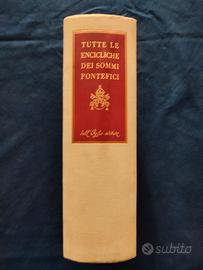 TUTTE LE
ENCICLICHE
DEI SOMMI
PONTEFICI
dall'Oglio editore
subito